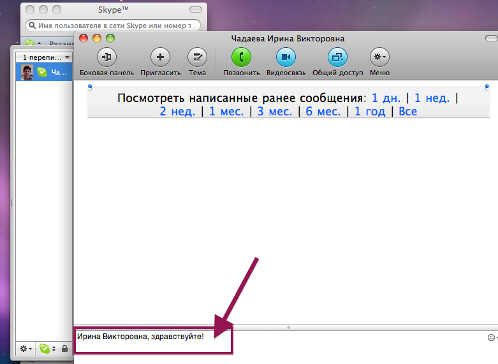 Skype™
Имя пользователя в сети Skype или номер т
Чадаева Ирина Викторовна
1 перепи...
Ча...
Боковая панель
Пригласить
Тема
Позвонить
Видеосвязь
Общий доступ
Меню
Посмотреть написанные ранее сообщения: 1 дн. | 1 нед. |
2 нед. | 1 мес. | 3 мес. | 6 мес. | 1 год | Все
Ирина Викторовна, здравствуйте!